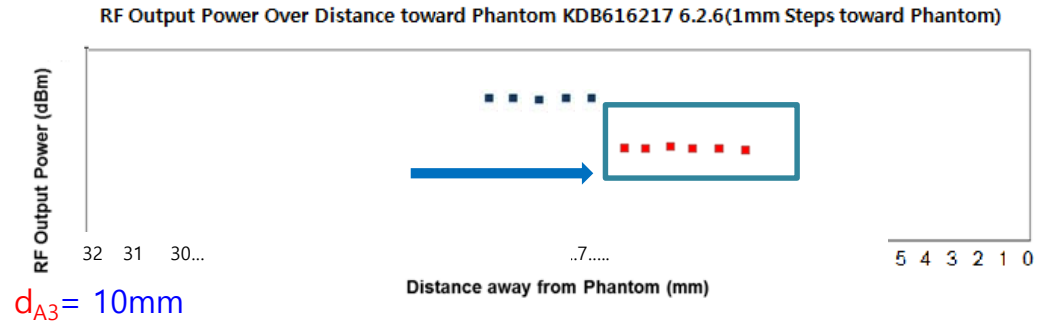 RF Output Power Over Distance toward Phantom KDB616217 6.2.6(1mm Steps toward Phantom)
RF Output Power (dBm)
32 31 30... ..7..... 5 4 3 2 1 0
Distance away from Phantom (mm)
dA3= 10mm